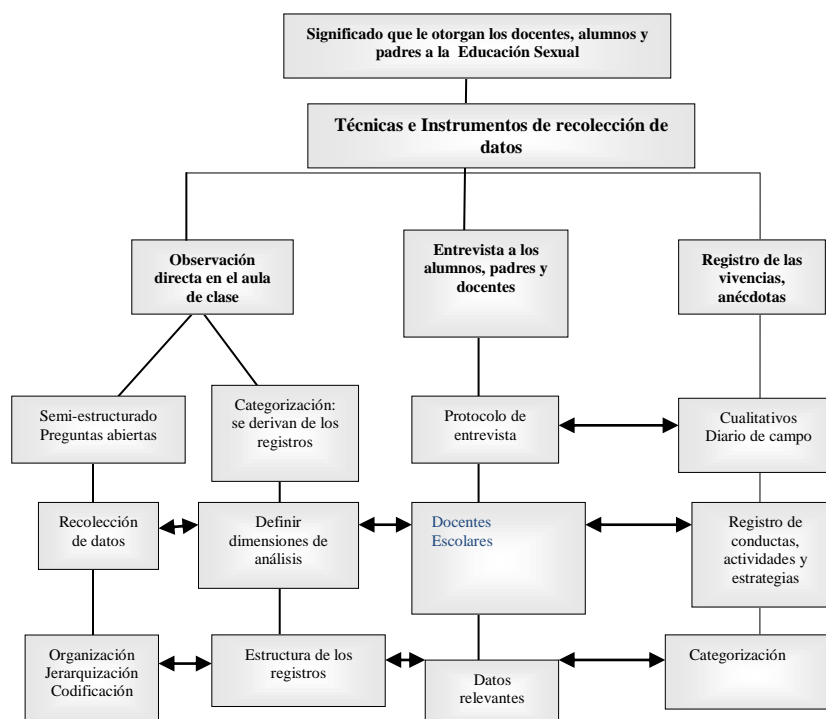 Significado que le otorgan los docentes, alumnos y
padres a la Educación Sexual
Técnicas e Instrumentos de recolección de
datos
Observación
directa en el aula
de clase
Entrevista a los
alumnos, padres y
docentes
Registro de las
vivencias,
anécdotas
Semi-estructurado
Preguntas abiertas
Categorización:
se derivan de los
registros
Protocolo de
entrevista
Cualitativos
Diario de campo
Recolección
de datos
Definir
dimensiones de
análisis
Docentes
Escolares
Registro de
conductas,
actividades y
estrategias
Organización
Jerarquización
Codificación
Estructura de los
registros
Datos
relevantes
Categorización